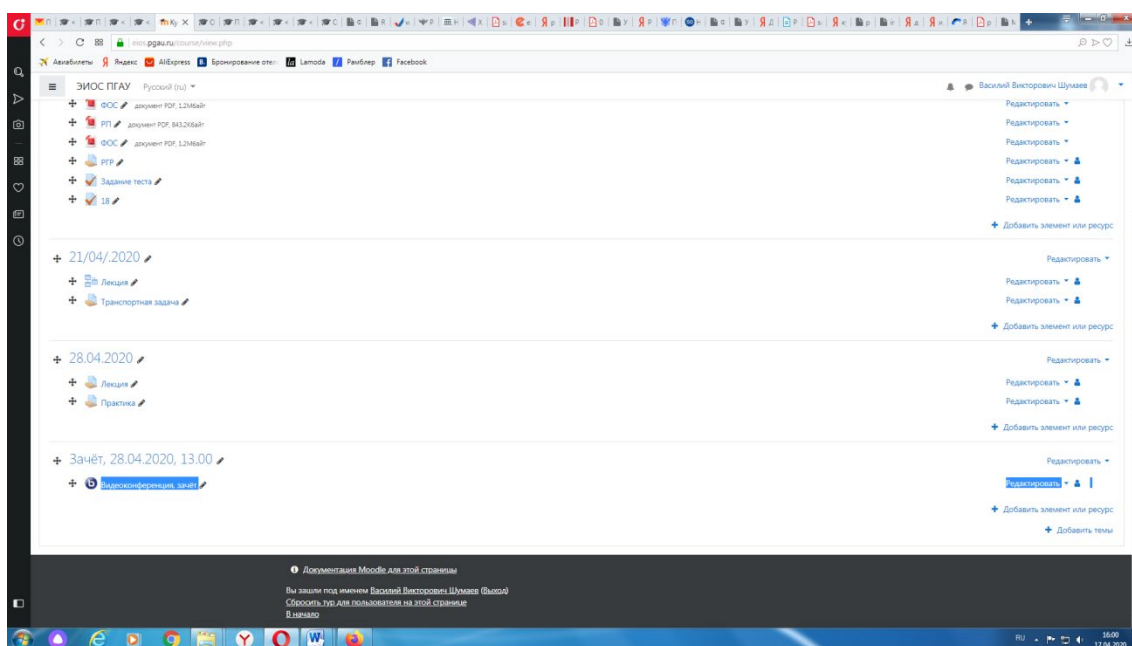 eios.pgau.ru/course/view.php
Авиабилеты Яндекс AliExpress Бронирование отел Lamoda Рамблер Facebook
ЭИОС ПГАУ Русский (ru) Василий Викторович Шумаев
ФОС документ PDF, 1.2Мбайт Редактировать
РП документ PDF, 843.2Кбайт Редактировать
ФОС документ PDF, 1.2Мбайт Редактировать
РГР Редактировать
Задание теста Редактировать
18 Редактировать
Добавить элемент или ресурс
21/04/.2020 Редактировать
Лекция Редактировать
Транспортная задача Редактировать
Добавить элемент или ресурс
28.04.2020 Редактировать
Лекция Редактировать
Практика Редактировать
Добавить элемент или ресурс
Зачёт, 28.04.2020, 13.00 Редактировать
Видеоконференция, зачёт Редактировать
Добавить элемент или ресурс
Добавить темы
Документация Moodle для этой страницы
Вы зашли под именем Василий Викторович Шумаев (Выход)
Сбросить тур для пользователя на этой странице
В начало
RU 16:00
17.04.2020